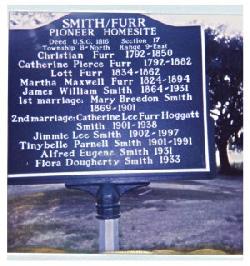 SMITH/FURR
PIONEER HOMESITE
Deed U.S.C. 1816 Section 17
Township 8-North Range 9-East
Christian Furr 1792-1850
Catherine Pierce Furr 1792-1882
Lott Furr 1834-1862
Martha Maxwell Furr 1824-1894
James William Smith 1864-1931
1st marriage: Mary Breedon Smith
1869-1901
2nd marriage: Catherine Lee Furr Hoggatt
Smith 1901-1938
Jimmie Lee Smith 1902-1997
Tinybelle Parnell Smith 1901-1991
Alfred Eugene Smith 1931
Flora Dougherty Smith 1933